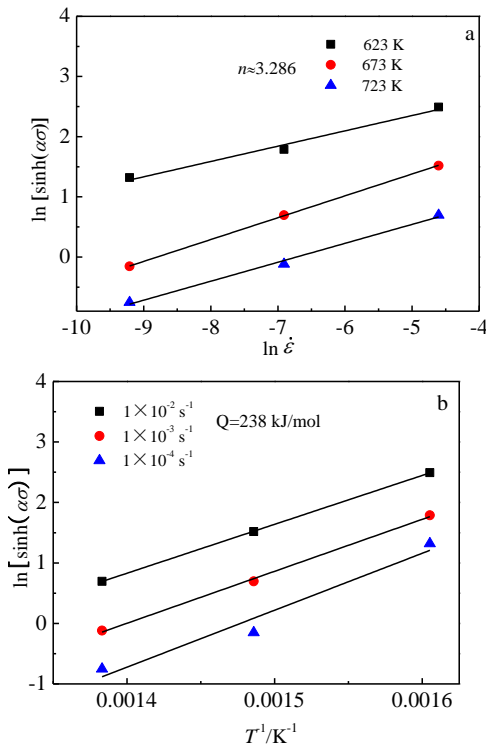 a
623 K
673 K
723 K
n≈3.286
ln [sinh(ασ)]
4
3
2
1
0
-10 -9 -8 -7 -6 -5 -4
ln ε̇
b
1×10⁻² s⁻¹
1×10⁻³ s⁻¹
1×10⁻⁴ s⁻¹
Q=238 kJ/mol
ln [sinh(ασ)]
4
3
2
1
0
-1
0.0014 0.0015 0.0016
T⁻¹/K⁻¹